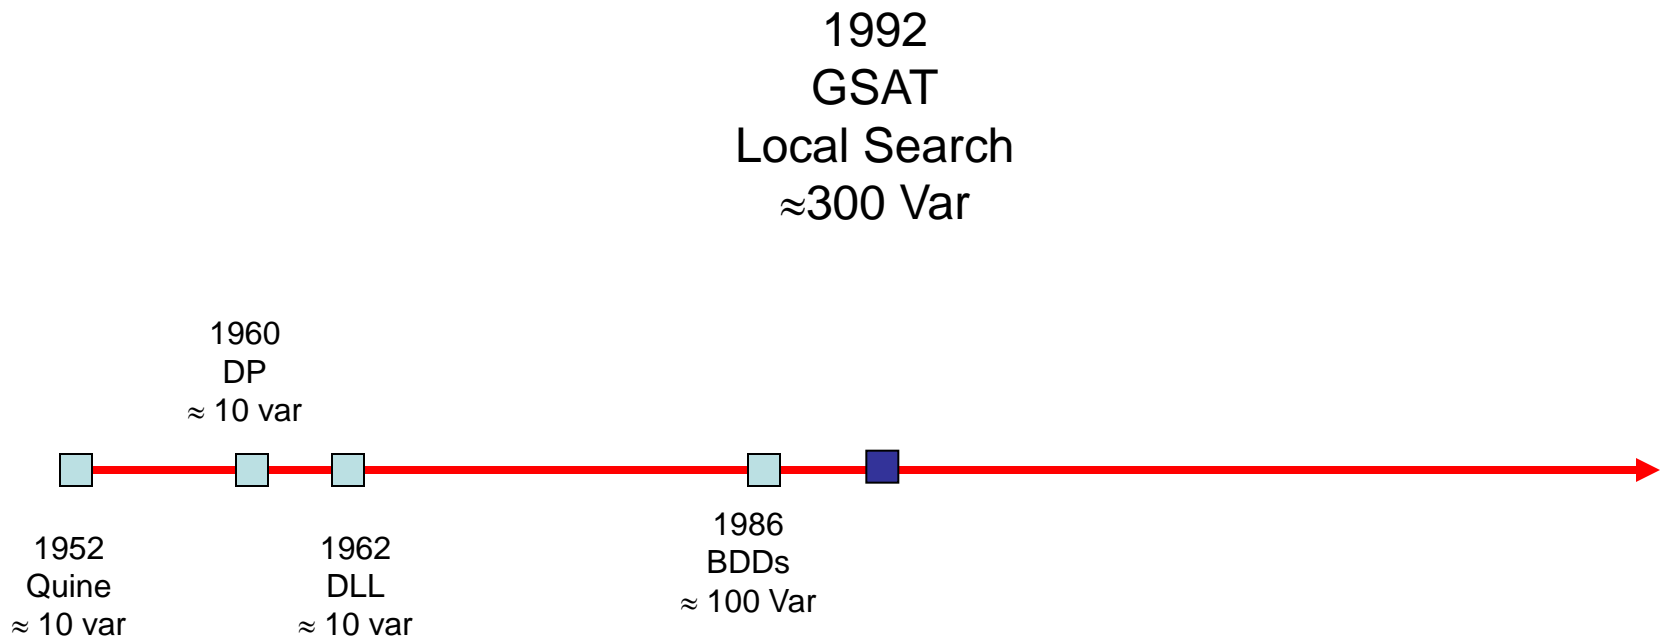 1992
GSAT
Local Search
≈300 Var
1960
DP
≈ 10 var
1952
Quine
≈ 10 var
1962
DLL
≈ 10 var
1986
BDDs
≈ 100 Var